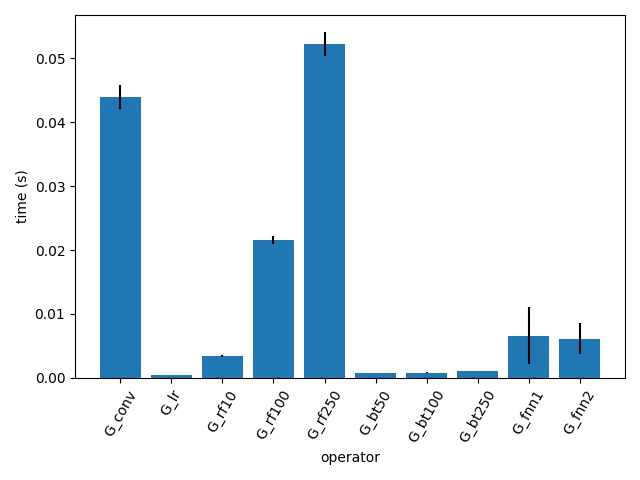 time (s)
0.05
0.04
0.03
0.02
0.01
0.00
G_conv
G_lr
G_rf10
G_rf100
G_rf250
G_bt50
G_bt100
G_bt250
G_fnn1
G_fnn2
operator